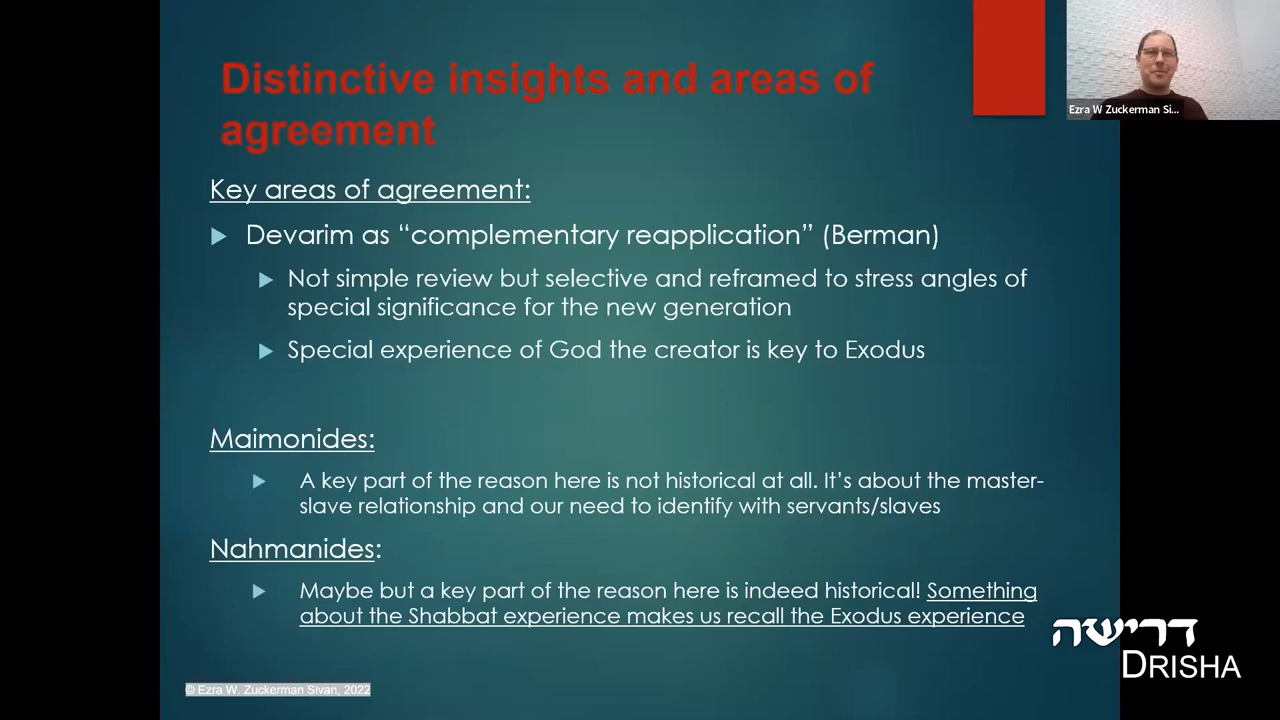 Distinctive insights and areas of
agreement
Ezra W Zuckerman Si...
Key areas of agreement:
Devarim as “complementary reapplication” (Berman)
Not simple review but selective and reframed to stress angles of
special significance for the new generation
Special experience of God the creator is key to Exodus
Maimonides:
A key part of the reason here is not historical at all. It’s about the master-
slave relationship and our need to identify with servants/slaves
Nahmanides:
Maybe but a key part of the reason here is indeed historical! Something
about the Shabbat experience makes us recall the Exodus experience
דרישה
DRISHA
© Ezra W. Zuckerman Sivan, 2022